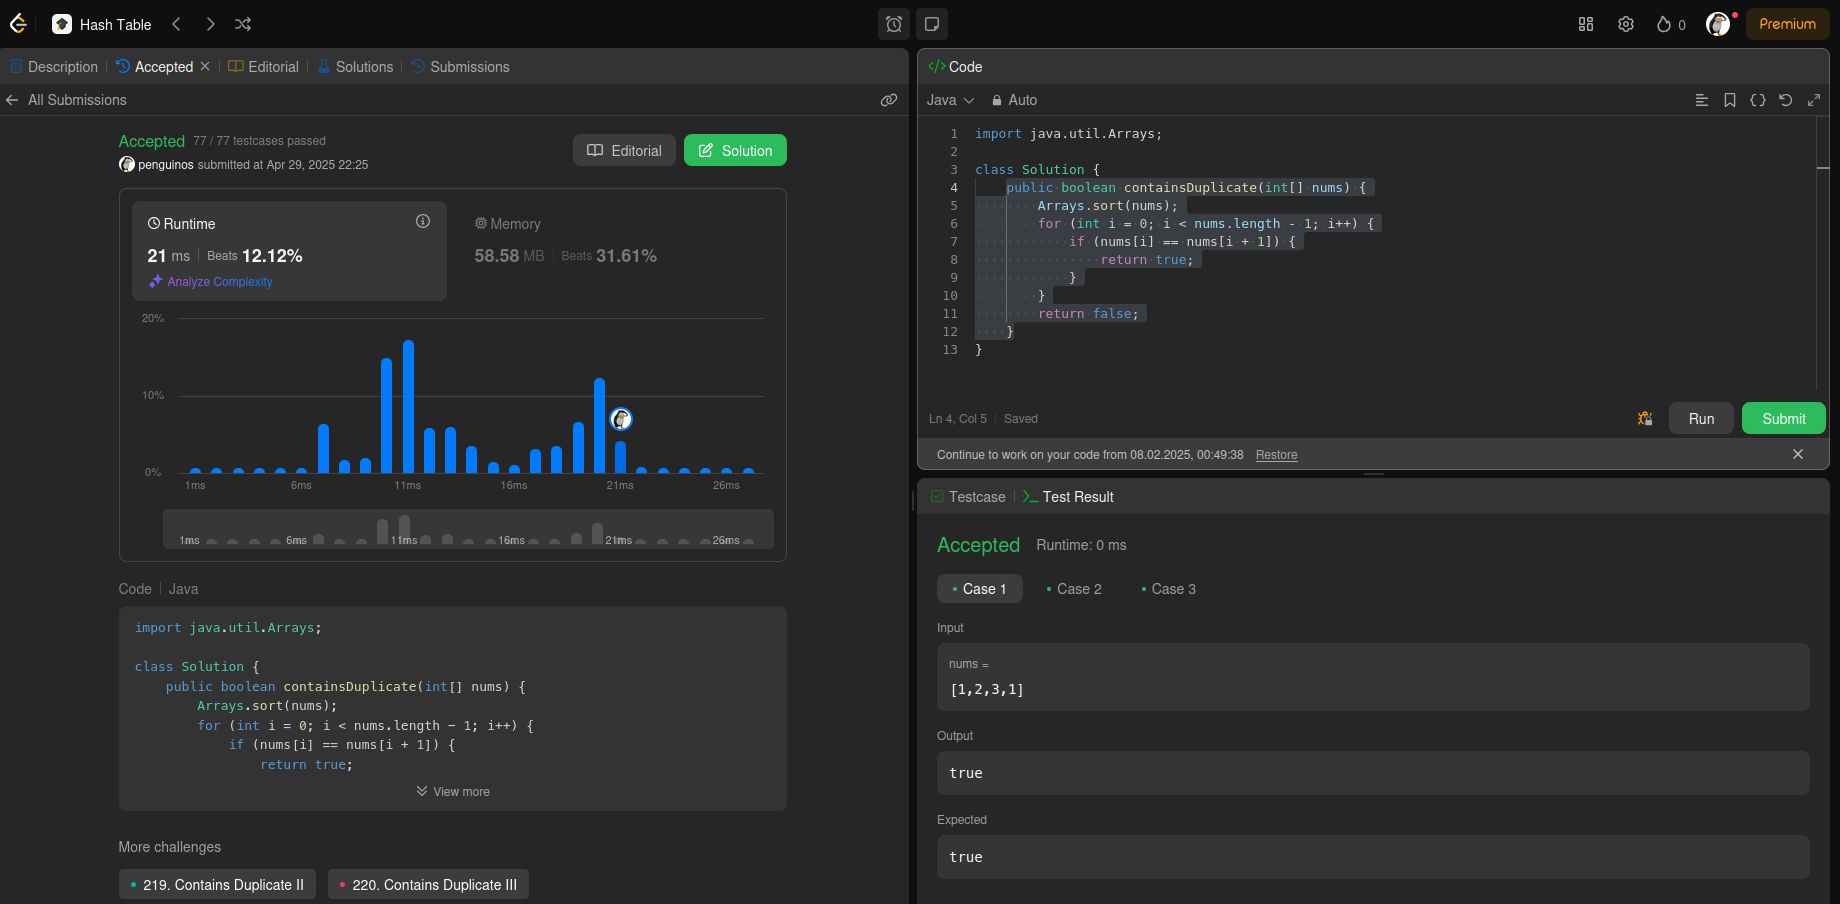 Hash Table
0
Premium
Description
Accepted
Editorial
Solutions
Submissions
All Submissions
Accepted 77 / 77 testcases passed
penguinos submitted at Apr 29, 2025 22:25
Editorial
Solution
Runtime
21 ms Beats 12.12%
Analyze Complexity
Memory
58.58 MB Beats 31.61%
20%
10%
0%
1ms 6ms 11ms 16ms 21ms 26ms
1ms 6ms 11ms 16ms 21ms 26ms
Code Java
import java.util.Arrays;
class Solution {
    public boolean containsDuplicate(int[] nums) {
        Arrays.sort(nums);
        for (int i = 0; i < nums.length - 1; i++) {
            if (nums[i] == nums[i + 1]) {
                return true;
View more
More challenges
219. Contains Duplicate II
220. Contains Duplicate III
</> Code
Java Auto
1 import java.util.Arrays;
2
3 class Solution {
4     public boolean containsDuplicate(int[] nums) {
5         Arrays.sort(nums);
6         for (int i = 0; i < nums.length - 1; i++) {
7             if (nums[i] == nums[i + 1]) {
8                 return true;
9             }
10         }
11         return false;
12     }
13 }
Ln 4, Col 5 Saved
Run
Submit
Continue to work on your code from 08.02.2025, 00:49:38 Restore
Testcase
Test Result
Accepted Runtime: 0 ms
Case 1
Case 2
Case 3
Input
nums =
[1,2,3,1]
Output
true
Expected
true